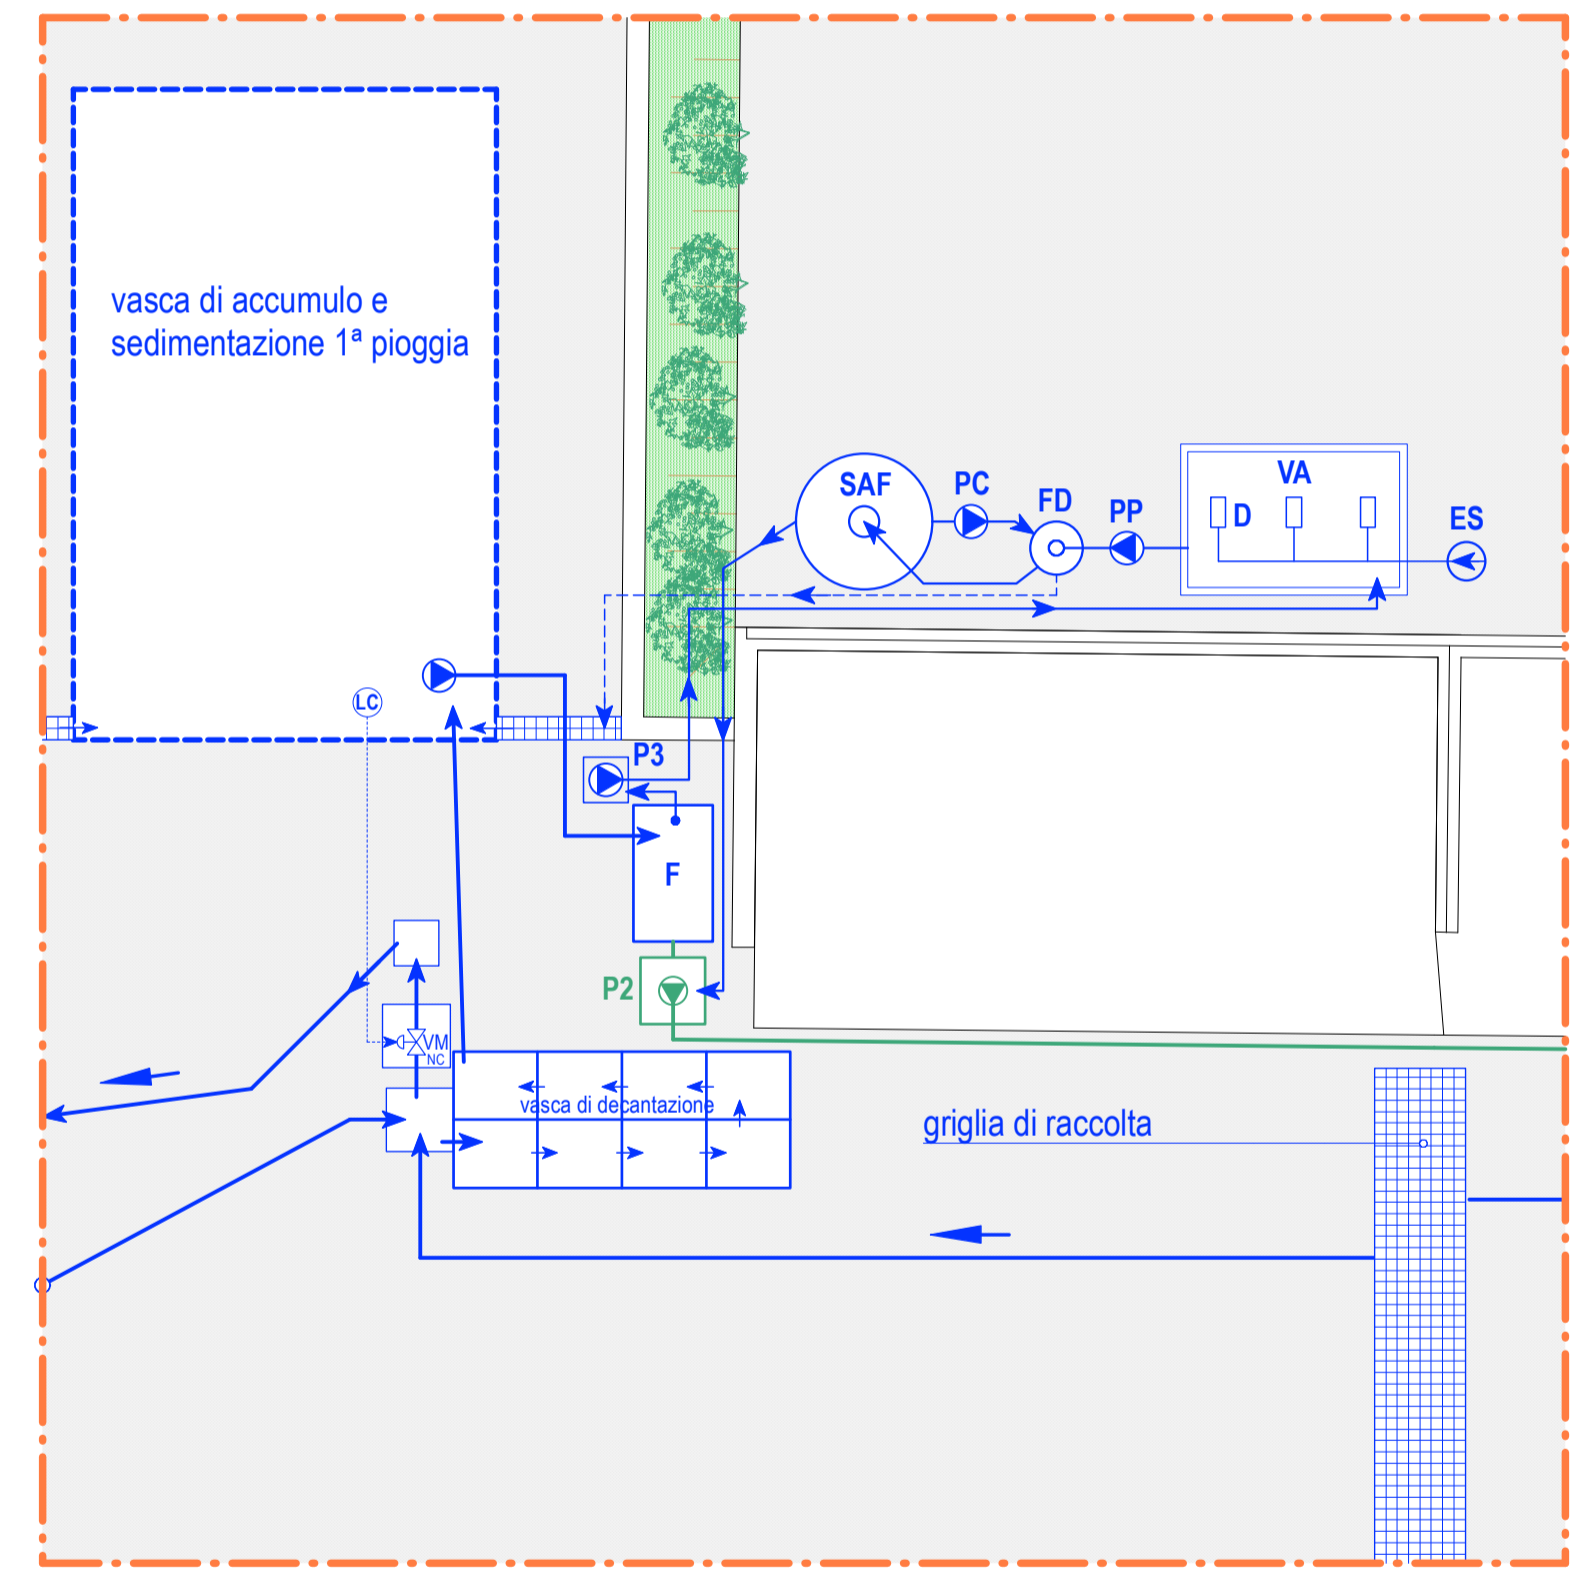 vasca di accumulo e
sedimentazione 1ª pioggia
SAF
PC
FD
PP
VA
D
ES
LC
P3
F
P2
VM
NC
vasca di decantazione
griglia di raccolta